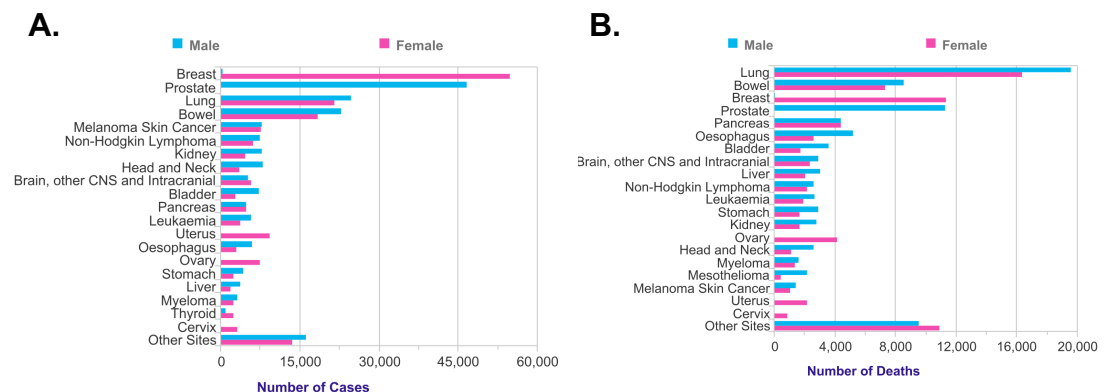 A.
Male Female
Breast
Prostate
Lung
Bowel
Melanoma Skin Cancer
Non-Hodgkin Lymphoma
Kidney
Head and Neck
Brain, other CNS and Intracranial
Bladder
Pancreas
Leukaemia
Uterus
Oesophagus
Ovary
Stomach
Liver
Myeloma
Thyroid
Cervix
Other Sites
0 15,000 30,000 45,000 60,000
Number of Cases
B.
Male Female
Lung
Bowel
Breast
Prostate
Pancreas
Oesophagus
Bladder
Brain, other CNS and Intracranial
Liver
Non-Hodgkin Lymphoma
Leukaemia
Stomach
Kidney
Ovary
Head and Neck
Myeloma
Mesothelioma
Melanoma Skin Cancer
Uterus
Cervix
Other Sites
0 4,000 8,000 12,000 16,000 20,000
Number of Deaths